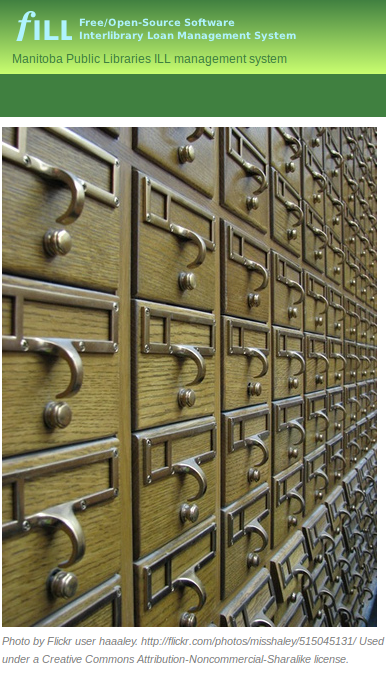 fILL Free/Open-Source Software
Interlibrary Loan Management System
Manitoba Public Libraries ILL management system
Photo by Flickr user haaaley. http://flickr.com/photos/misshaley/515045131/ Used
under a Creative Commons Attribution-Noncommercial-Sharalike license.